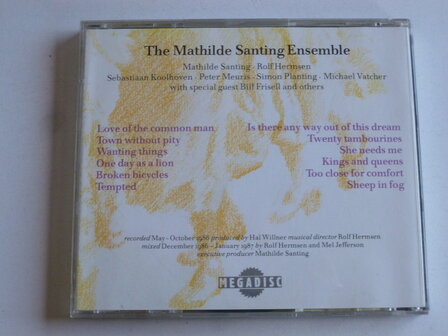 The Mathilde Santing Ensemble
Mathilde Santing · Rolf Hermsen
Sebastiaan Koolhoven · Peter Meuris · Simon Planting · Michael Vatcher
with special guest Bill Frisell and others
Love of the common man
Town without pity
Wanting things
One day as a lion
Broken bicycles
Tempted
Is there any way out of this dream
Twenty tambourines
She needs me
Kings and queens
Too close for comfort
Sheep in fog
recorded May - October 1986 produced by Hal Willner musical director Rolf Hermsen
mixed December 1986 - January 1987 by Rolf Hermsen and Mel Jefferson
executive producer Mathilde Santing
MEGADISC